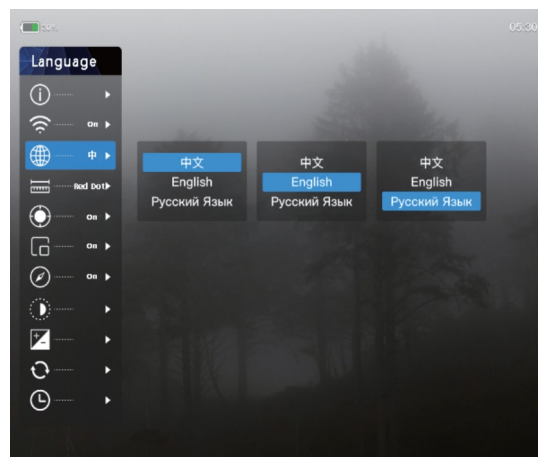 05:30
Language
On
中
Red Dot
On
On
On
中文
English
Русский Язык
中文
English
Русский Язык
中文
English
Русский Язык